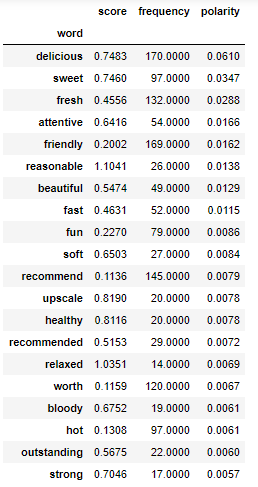 score frequency polarity
word
delicious 0.7483 170.0000 0.0610
sweet 0.7460 97.0000 0.0347
fresh 0.4556 132.0000 0.0288
attentive 0.6416 54.0000 0.0166
friendly 0.2002 169.0000 0.0162
reasonable 1.1041 26.0000 0.0138
beautiful 0.5474 49.0000 0.0129
fast 0.4631 52.0000 0.0115
fun 0.2270 79.0000 0.0086
soft 0.6503 27.0000 0.0084
recommend 0.1136 145.0000 0.0079
upscale 0.8190 20.0000 0.0078
healthy 0.8116 20.0000 0.0078
recommended 0.5153 29.0000 0.0072
relaxed 1.0351 14.0000 0.0069
worth 0.1159 120.0000 0.0067
bloody 0.6752 19.0000 0.0061
hot 0.1308 97.0000 0.0061
outstanding 0.5675 22.0000 0.0060
strong 0.7046 17.0000 0.0057